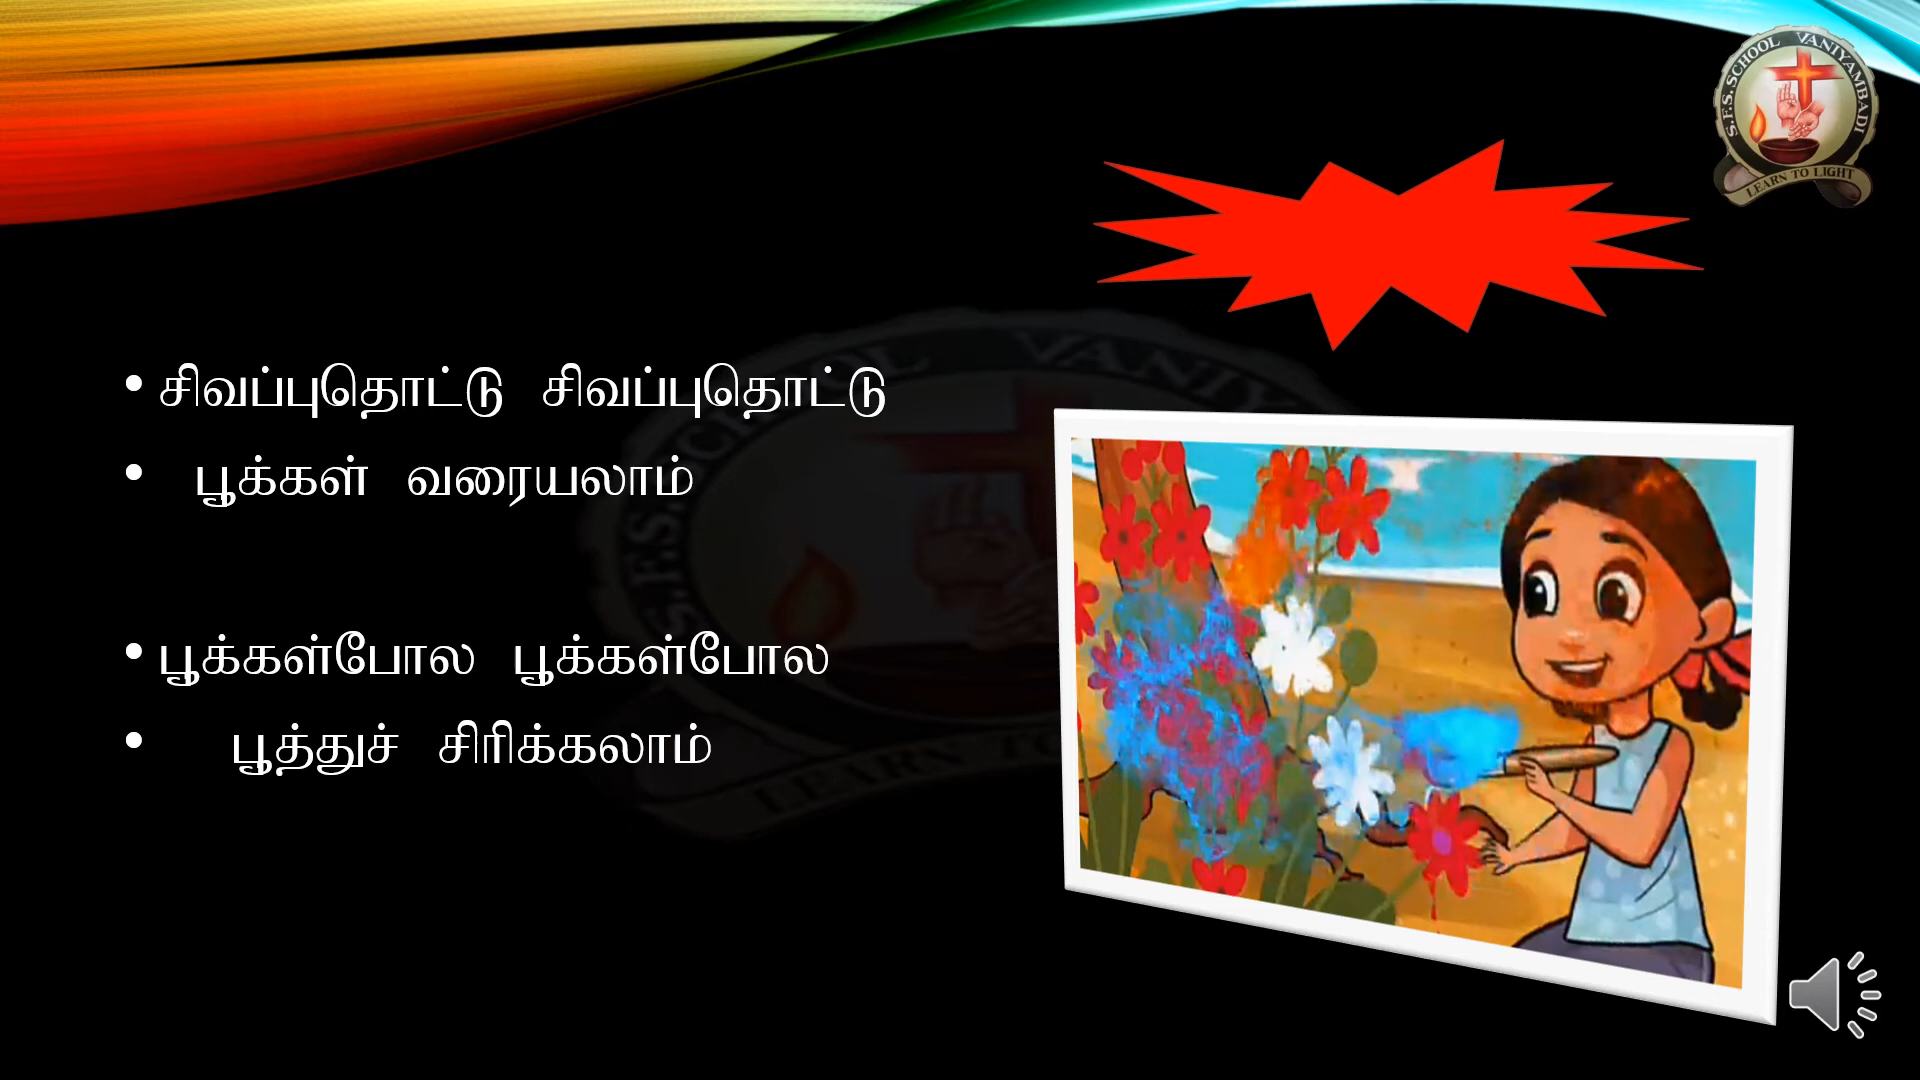 S.F.S. SCHOOL VANIYAMBADI
LEARN TO LIGHT
• சிவப்புதொட்டு சிவப்புதொட்டு
• பூக்கள் வரையலாம்
• பூக்கள்போல பூக்கள்போல
• பூத்துச் சிரிக்கலாம்